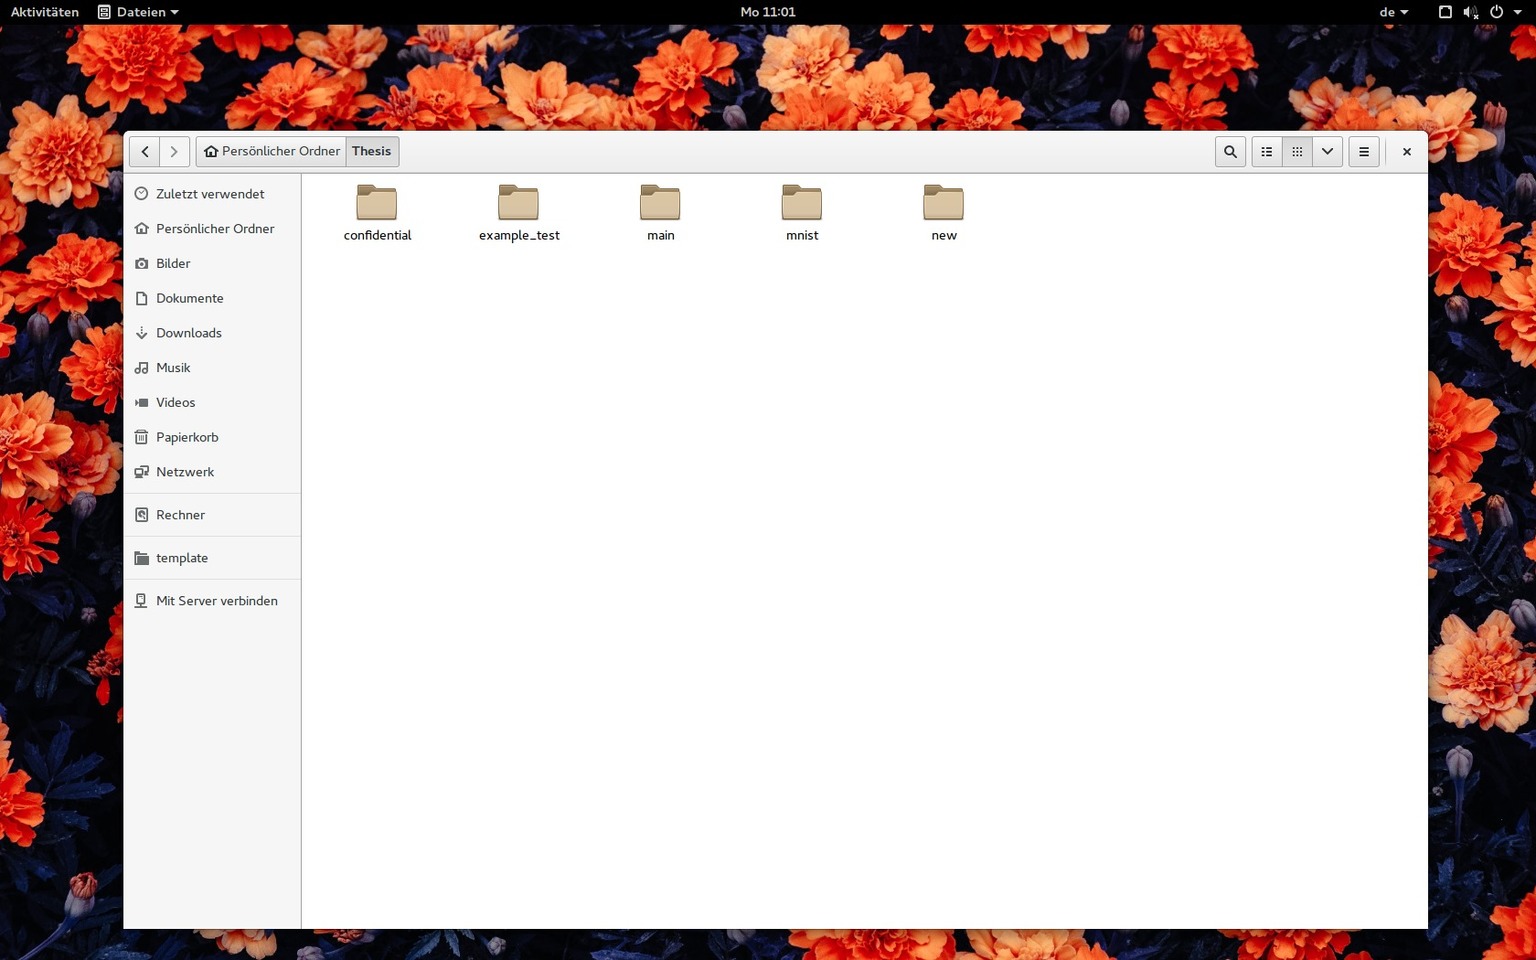 Aktivitäten Dateien Mo 11:01 de
Persönlicher Ordner Thesis
Zuletzt verwendet
Persönlicher Ordner
Bilder
Dokumente
Downloads
Musik
Videos
Papierkorb
Netzwerk
Rechner
template
Mit Server verbinden
confidential example_test main mnist new